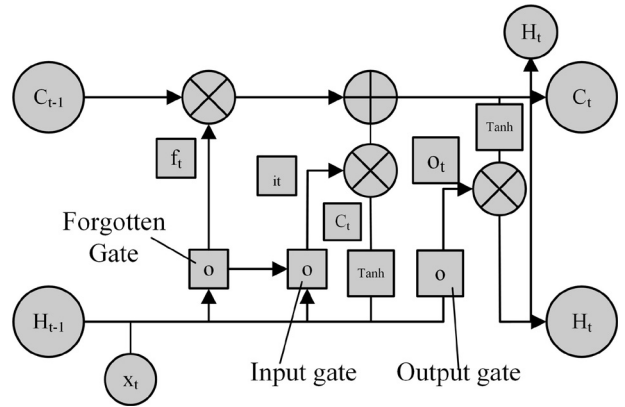 Hₜ
Cₜ₋₁
Cₜ
Tanh
fₜ
it
oₜ
Cₜ
Forgotten
Gate
o
o
Tanh
o
Hₜ₋₁
Hₜ
xₜ
Input gate
Output gate